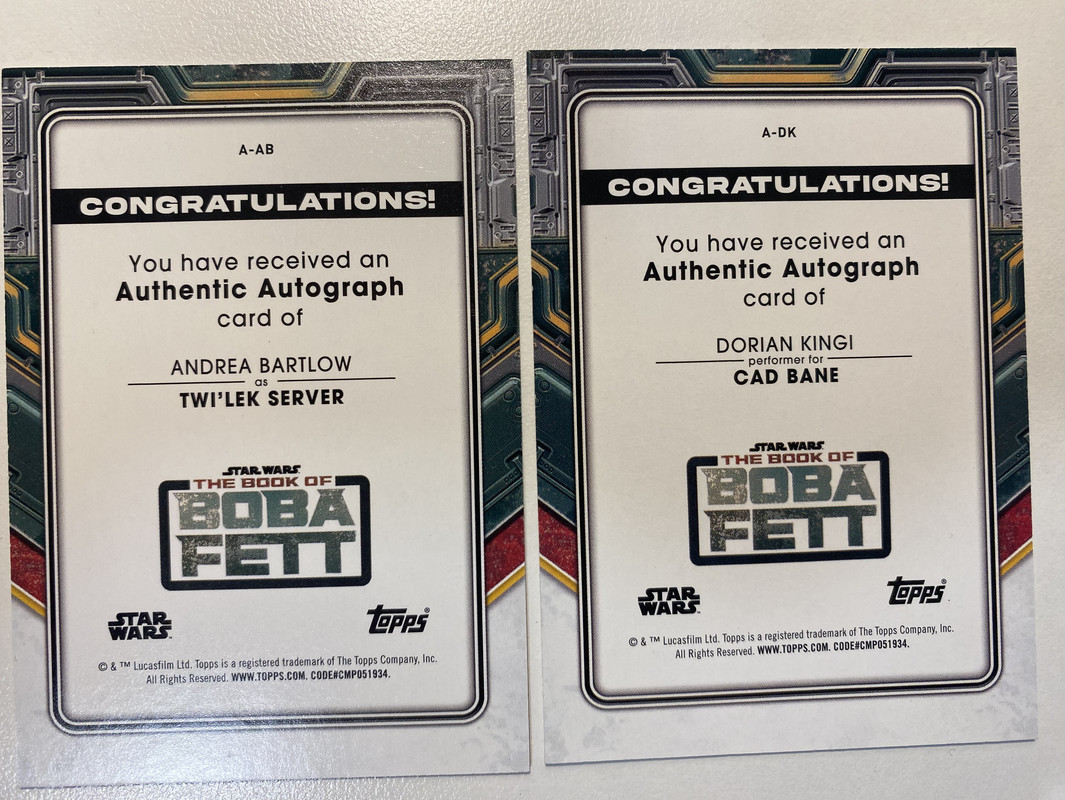 A-AB
CONGRATULATIONS!
You have received an
Authentic Autograph
card of
ANDREA BARTLOW
as
TWI'LEK SERVER
STAR WARS
THE BOOK OF
BOBA
FETT
STAR
WARS™
Topps®
© & ™ Lucasfilm Ltd. Topps is a registered trademark of The Topps Company, Inc.
All Rights Reserved. WWW.TOPPS.COM. CODE#CMP051934.
A-DK
CONGRATULATIONS!
You have received an
Authentic Autograph
card of
DORIAN KINGI
performer for
CAD BANE
STAR WARS
THE BOOK OF
BOBA
FETT
STAR
WARS™
Topps®
© & ™ Lucasfilm Ltd. Topps is a registered trademark of The Topps Company, Inc.
All Rights Reserved. WWW.TOPPS.COM. CODE#CMP051934.